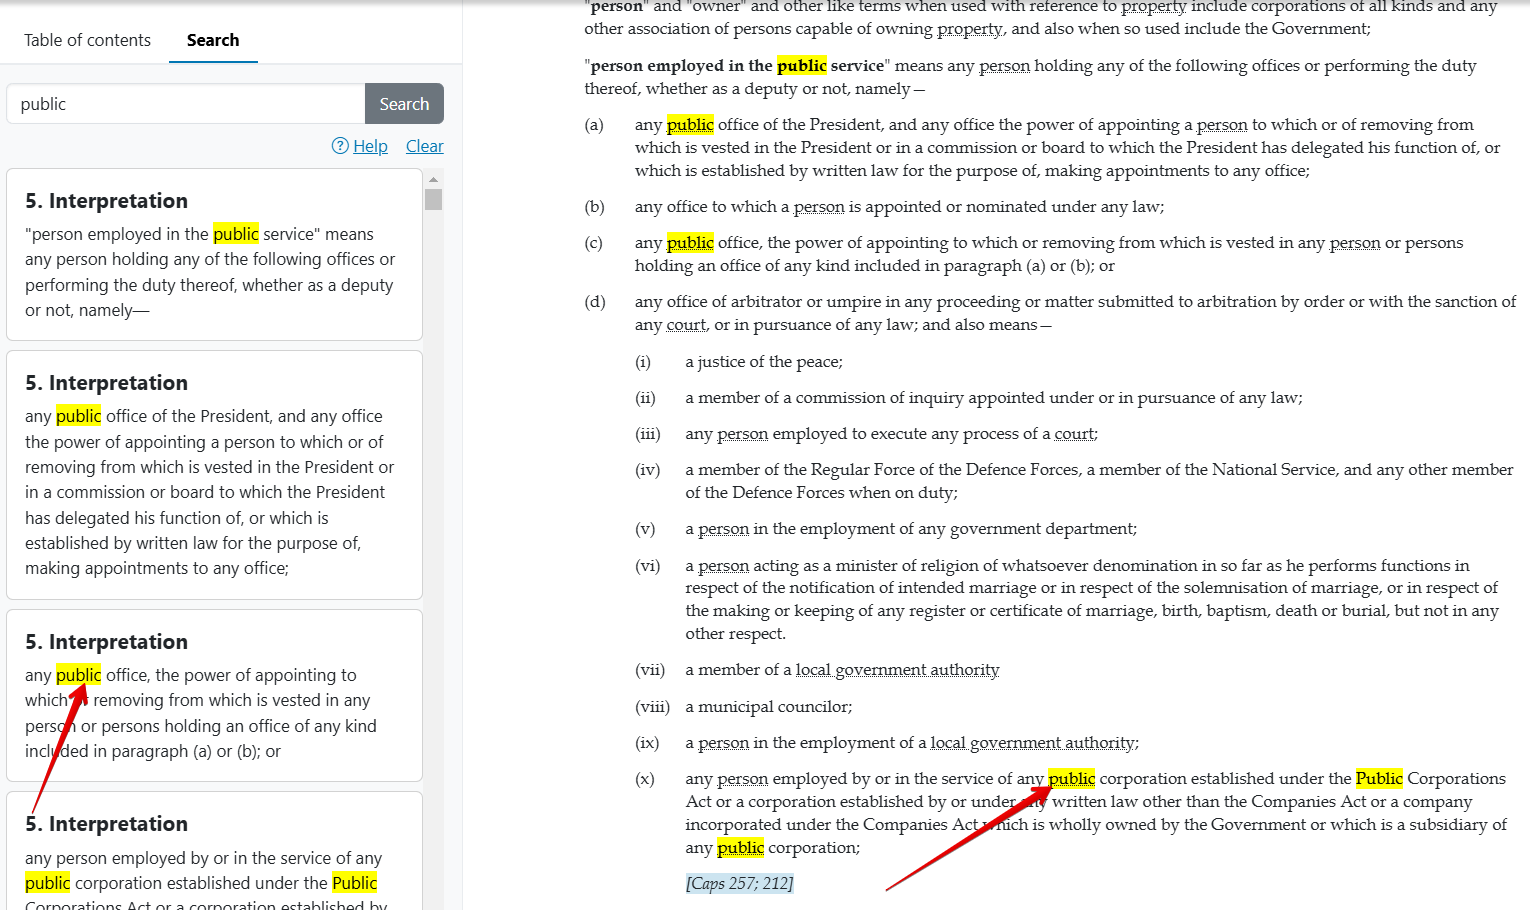 Table of contents
Search
public
Search
Help
Clear
5. Interpretation
"person employed in the public service" means
any person holding any of the following offices or
performing the duty thereof, whether as a deputy
or not, namely—
5. Interpretation
any public office of the President, and any office
the power of appointing a person to which or of
removing from which is vested in the President or
in a commission or board to which the President
has delegated his function of, or which is
established by written law for the purpose of,
making appointments to any office;
5. Interpretation
any public office, the power of appointing to
which or removing from which is vested in any
person or persons holding an office of any kind
included in paragraph (a) or (b); or
5. Interpretation
any person employed by or in the service of any
public corporation established under the Public
Corporations Act or a corporation established by
"person" and "owner" and other like terms when used with reference to property include corporations of all kinds and any
other association of persons capable of owning property, and also when so used include the Government;
"person employed in the public service" means any person holding any of the following offices or performing the duty
thereof, whether as a deputy or not, namely—
(a) any public office of the President, and any office the power of appointing a person to which or of removing from
which is vested in the President or in a commission or board to which the President has delegated his function of, or
which is established by written law for the purpose of, making appointments to any office;
(b) any office to which a person is appointed or nominated under any law;
(c) any public office, the power of appointing to which or removing from which is vested in any person or persons
holding an office of any kind included in paragraph (a) or (b); or
(d) any office of arbitrator or umpire in any proceeding or matter submitted to arbitration by order or with the sanction of
any court, or in pursuance of any law; and also means—
(i) a justice of the peace;
(ii) a member of a commission of inquiry appointed under or in pursuance of any law;
(iii) any person employed to execute any process of a court;
(iv) a member of the Regular Force of the Defence Forces, a member of the National Service, and any other member
of the Defence Forces when on duty;
(v) a person in the employment of any government department;
(vi) a person acting as a minister of religion of whatsoever denomination in so far as he performs functions in
respect of the notification of intended marriage or in respect of the solemnisation of marriage, or in respect of
the making or keeping of any register or certificate of marriage, birth, baptism, death or burial, but not in any
other respect.
(vii) a member of a local government authority
(viii) a municipal councilor;
(ix) a person in the employment of a local government authority;
(x) any person employed by or in the service of any public corporation established under the Public Corporations
Act or a corporation established by or under any written law other than the Companies Act or a company
incorporated under the Companies Act which is wholly owned by the Government or which is a subsidiary of
any public corporation;
[Caps 257; 212]